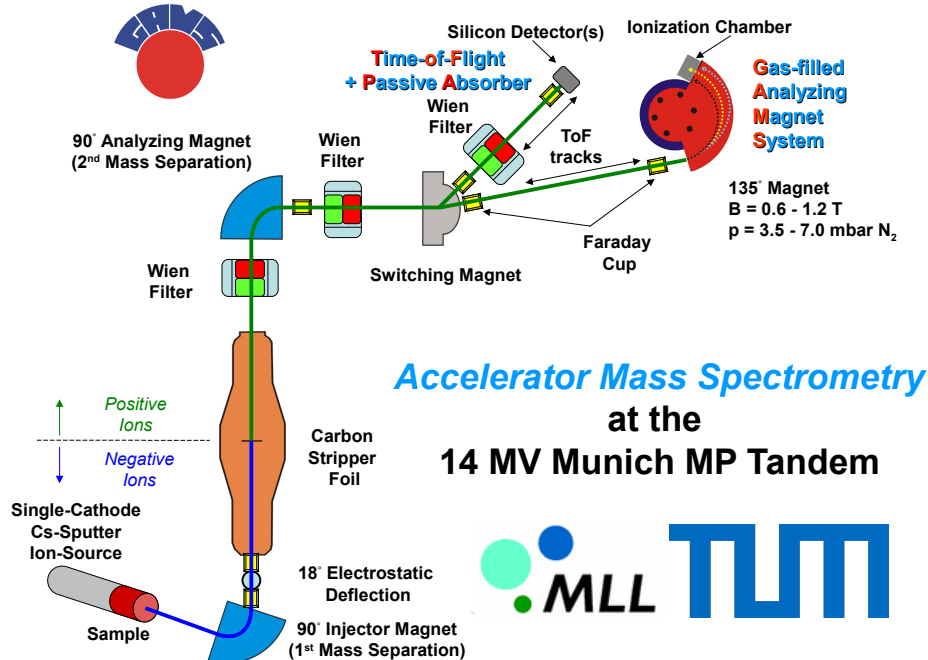 GAMS
Silicon Detector(s)
Ionization Chamber
Time-of-Flight
+ Passive Absorber
Gas-filled
Analyzing
Magnet
System
Wien
Filter
90° Analyzing Magnet
(2nd Mass Separation)
Wien
Filter
ToF
tracks
135° Magnet
B = 0.6 - 1.2 T
p = 3.5 - 7.0 mbar N2
Faraday
Cup
Wien
Filter
Switching Magnet
Accelerator Mass Spectrometry
at the
14 MV Munich MP Tandem
Positive
Ions
Negative
Ions
Carbon
Stripper
Foil
Single-Cathode
Cs-Sputter
Ion-Source
Sample
18° Electrostatic
Deflection
90° Injector Magnet
(1st Mass Separation)
MLL
TUM